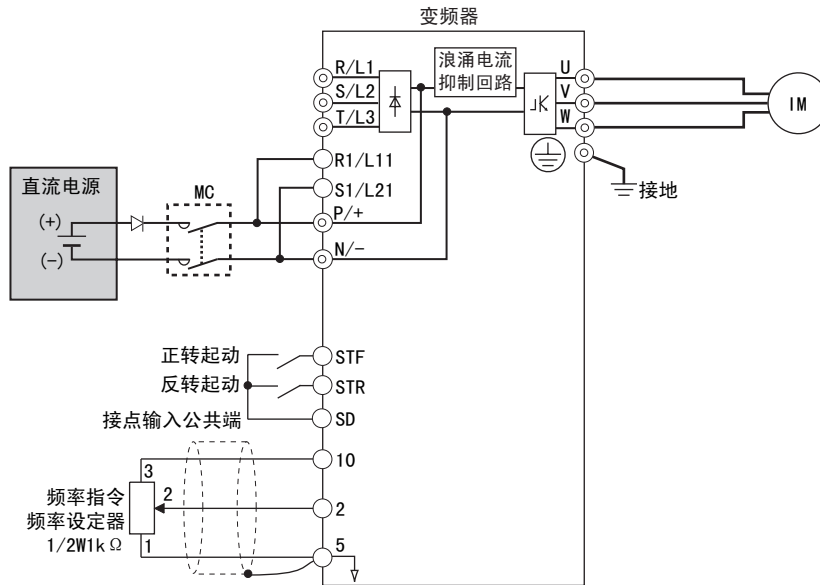 变频器
R/L1
S/L2
T/L3
浪涌电流
抑制回路
U
V
W
IM
R1/L11
S1/L21
P/+
N/-
接地
直流电源
(+)
(-)
MC
正转起动
STF
反转起动
STR
接点输入公共端
SD
3
10
频率指令
频率设定器
1/2W1kΩ
2
2
1
5